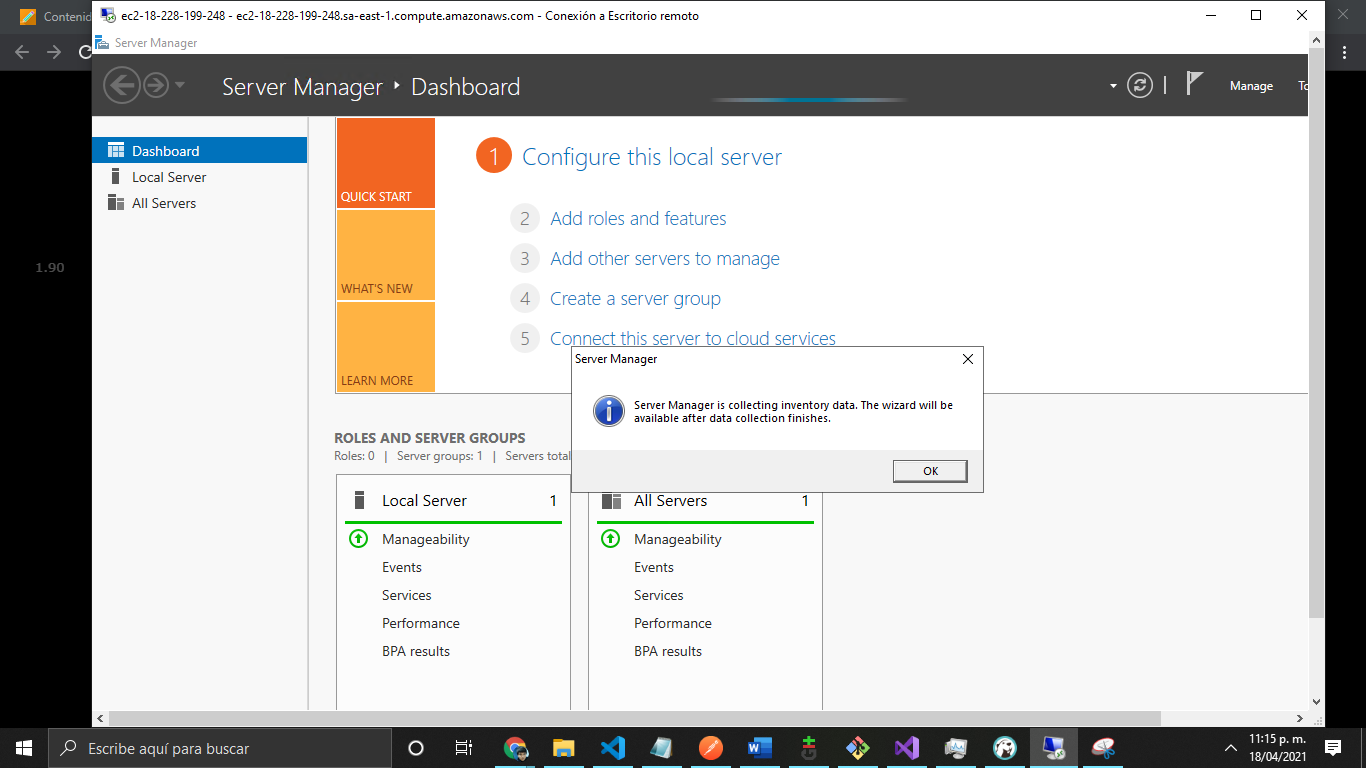 Contenid
ec2-18-228-199-248 - ec2-18-228-199-248.sa-east-1.compute.amazonaws.com - Conexión a Escritorio remoto
Server Manager
Server Manager
Dashboard
Manage
To
Dashboard
Local Server
All Servers
1.90
QUICK START
WHAT'S NEW
LEARN MORE
1 Configure this local server
2 Add roles and features
3 Add other servers to manage
4 Create a server group
5 Connect this server to cloud services
Server Manager
Server Manager is collecting inventory data. The wizard will be
available after data collection finishes.
OK
ROLES AND SERVER GROUPS
Roles: 0 | Server groups: 1 | Servers total
Local Server 1
Manageability
Events
Services
Performance
BPA results
All Servers 1
Manageability
Events
Services
Performance
BPA results
Escribe aquí para buscar
11:15 p. m.
18/04/2021